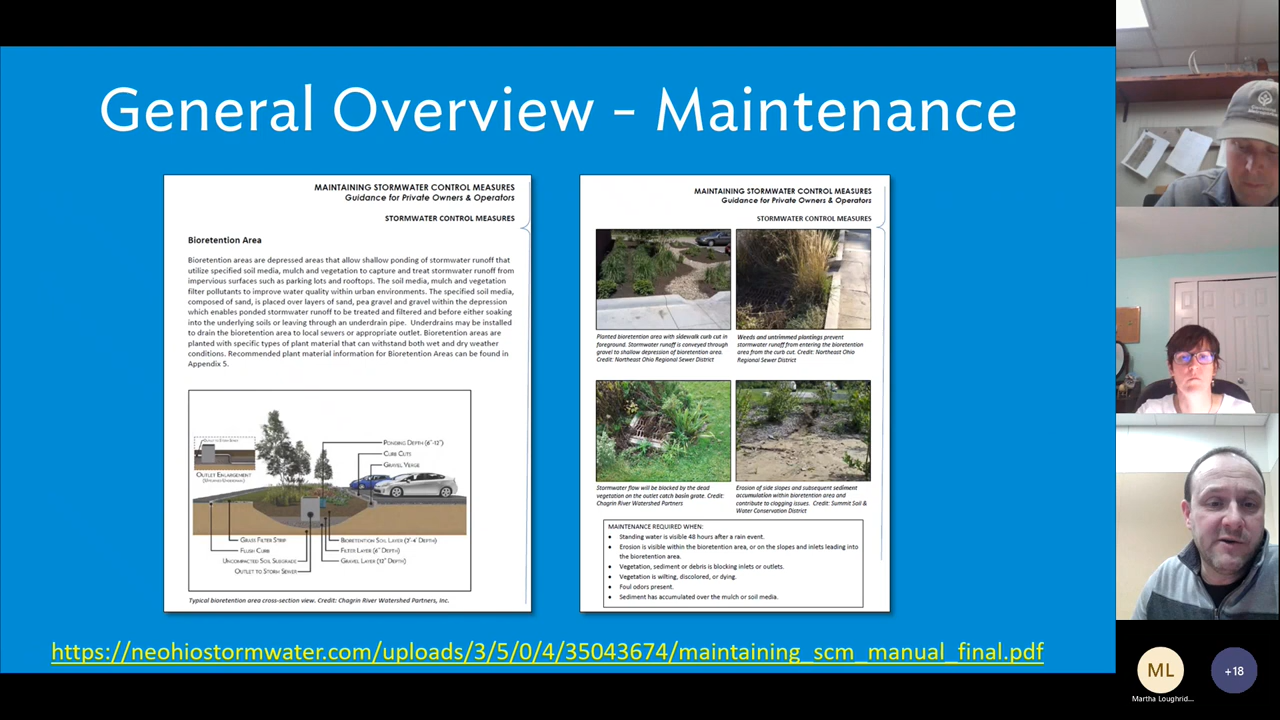 General Overview - Maintenance
MAINTAINING STORMWATER CONTROL MEASURES
Guidance for Private Owners & Operators
STORMWATER CONTROL MEASURES
Bioretention Area
Bioretention areas are depressed areas that allow shallow ponding of stormwater runoff that
utilize specified soil media, mulch and vegetation to capture and treat stormwater runoff from
impervious surfaces such as parking lots and rooftops. The soil media, mulch and vegetation
filter pollutants to improve water quality within urban environments. The specified soil media,
composed of sand, is placed over layers of sand, pea gravel and gravel within the depression
which enables ponded stormwater runoff to be treated and filtered and before either soaking
into the underlying soils or leaving through an underdrain pipe. Underdrains may be installed
to drain the bioretention area to local sewers or appropriate outlet. Bioretention areas are
planted with specific types of plant material that can withstand both wet and dry weather
conditions. Recommended plant material information for Bioretention Areas can be found in
Appendix 5.
PONDING DEPTH (6"-12")
CURB CUTS
GRAVEL VERGE
OUTLET ENLARGEMENT
GRASS FILTER STRIP
FLUSH CURB
UNCOMPACTED SOIL SUBGRADE
OUTLET TO STORM SEWER
BIORETENTION SOIL LAYER (3'-4' DEPTH)
FILTER LAYER (6" DEPTH)
GRAVEL LAYER (12" DEPTH)
Typical bioretention area cross-section view. Credit: Chagrin River Watershed Partners, Inc.
MAINTAINING STORMWATER CONTROL MEASURES
Guidance for Private Owners & Operators
STORMWATER CONTROL MEASURES
Planted bioretention area with sidewalk curb cut in
foreground. Stormwater runoff is conveyed through
gravel to shallow depression of bioretention area.
Credit: Northeast Ohio Regional Sewer District
Weeds and untrimmed plantings prevent
stormwater runoff from entering the bioretention
area from the curb cut. Credit: Northeast Ohio
Regional Sewer District
Stormwater flow will be blocked by the dead
vegetation on the outlet catch basin grate. Credit:
Chagrin River Watershed Partners
Erosion of side slopes and subsequent sediment
accumulation within bioretention area and
contribute to clogging issues. Credit: Summit Soil &
Water Conservation District
MAINTENANCE REQUIRED WHEN:
• Standing water is visible 48 hours after a rain event.
• Erosion is visible within the bioretention area, or on the slopes and inlets leading into
the bioretention area.
• Vegetation, sediment or debris is blocking inlets or outlets.
• Vegetation is wilting, discolored, or dying.
• Foul odors present.
• Sediment has accumulated over the mulch or soil media.
https://neohiostormwater.com/uploads/3/5/0/4/35043674/maintaining_scm_manual_final.pdf
ML
+18
Martha Loughrid...